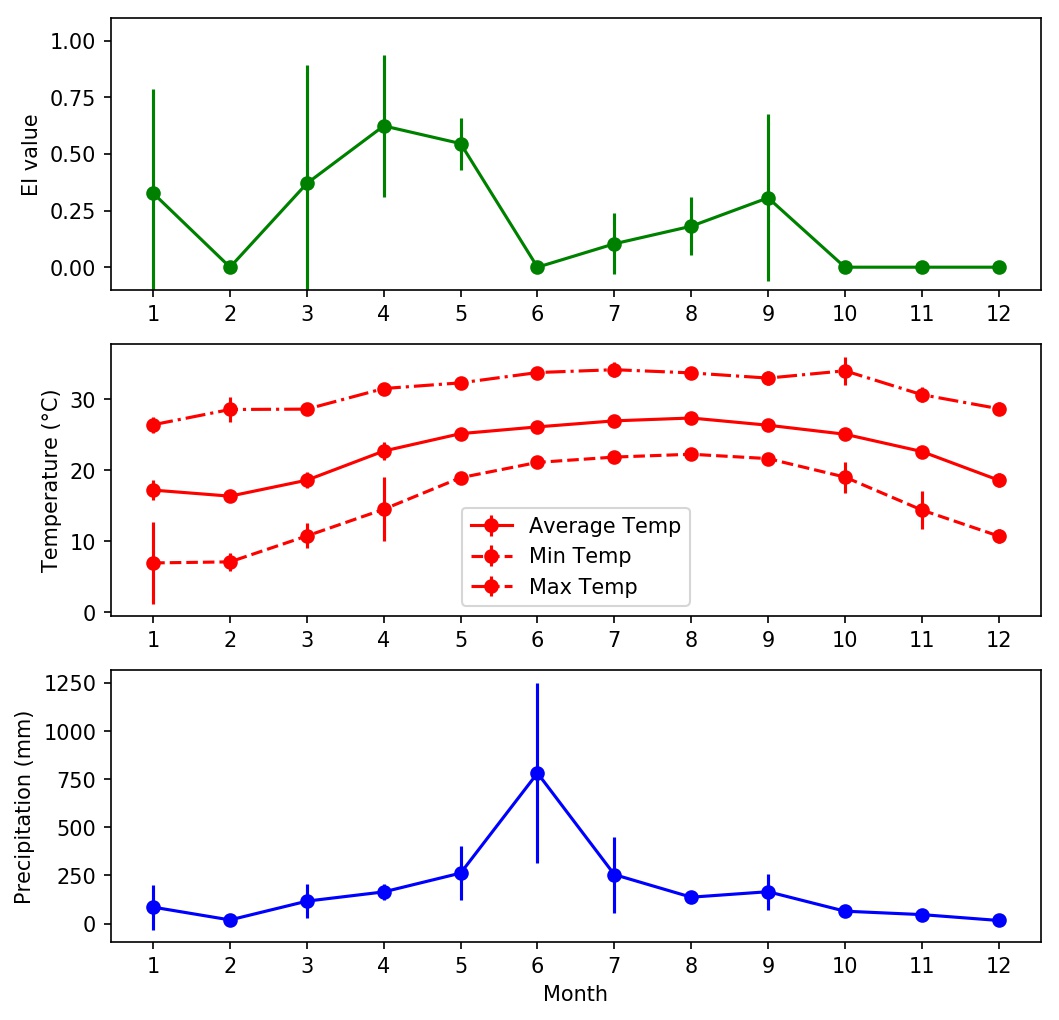 EI value
1.00
0.75
0.50
0.25
0.00
1 2 3 4 5 6 7 8 9 10 11 12
Temperature (°C)
30
20
10
0
Average Temp
Min Temp
Max Temp
1 2 3 4 5 6 7 8 9 10 11 12
Precipitation (mm)
1250
1000
750
500
250
0
1 2 3 4 5 6 7 8 9 10 11 12
Month